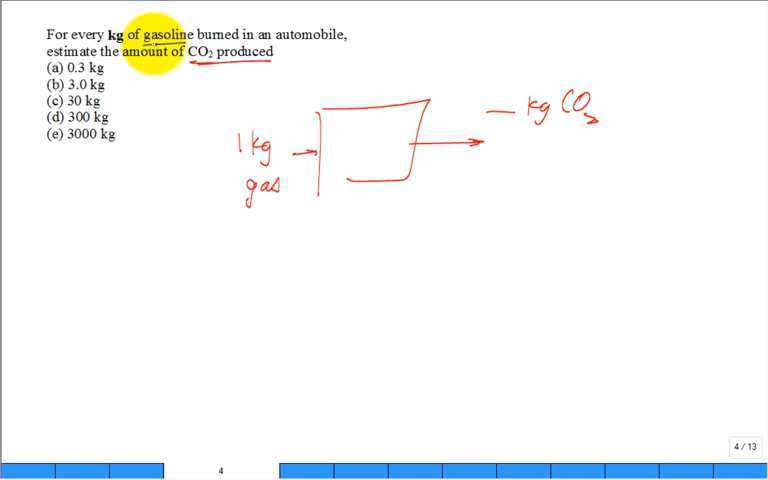 For every kg of gasoline burned in an automobile,
estimate the amount of CO₂ produced
(a) 0.3 kg
(b) 3.0 kg
(c) 30 kg
(d) 300 kg
(e) 3000 kg
— kg CO₂
1 kg
gas
4 / 13
4